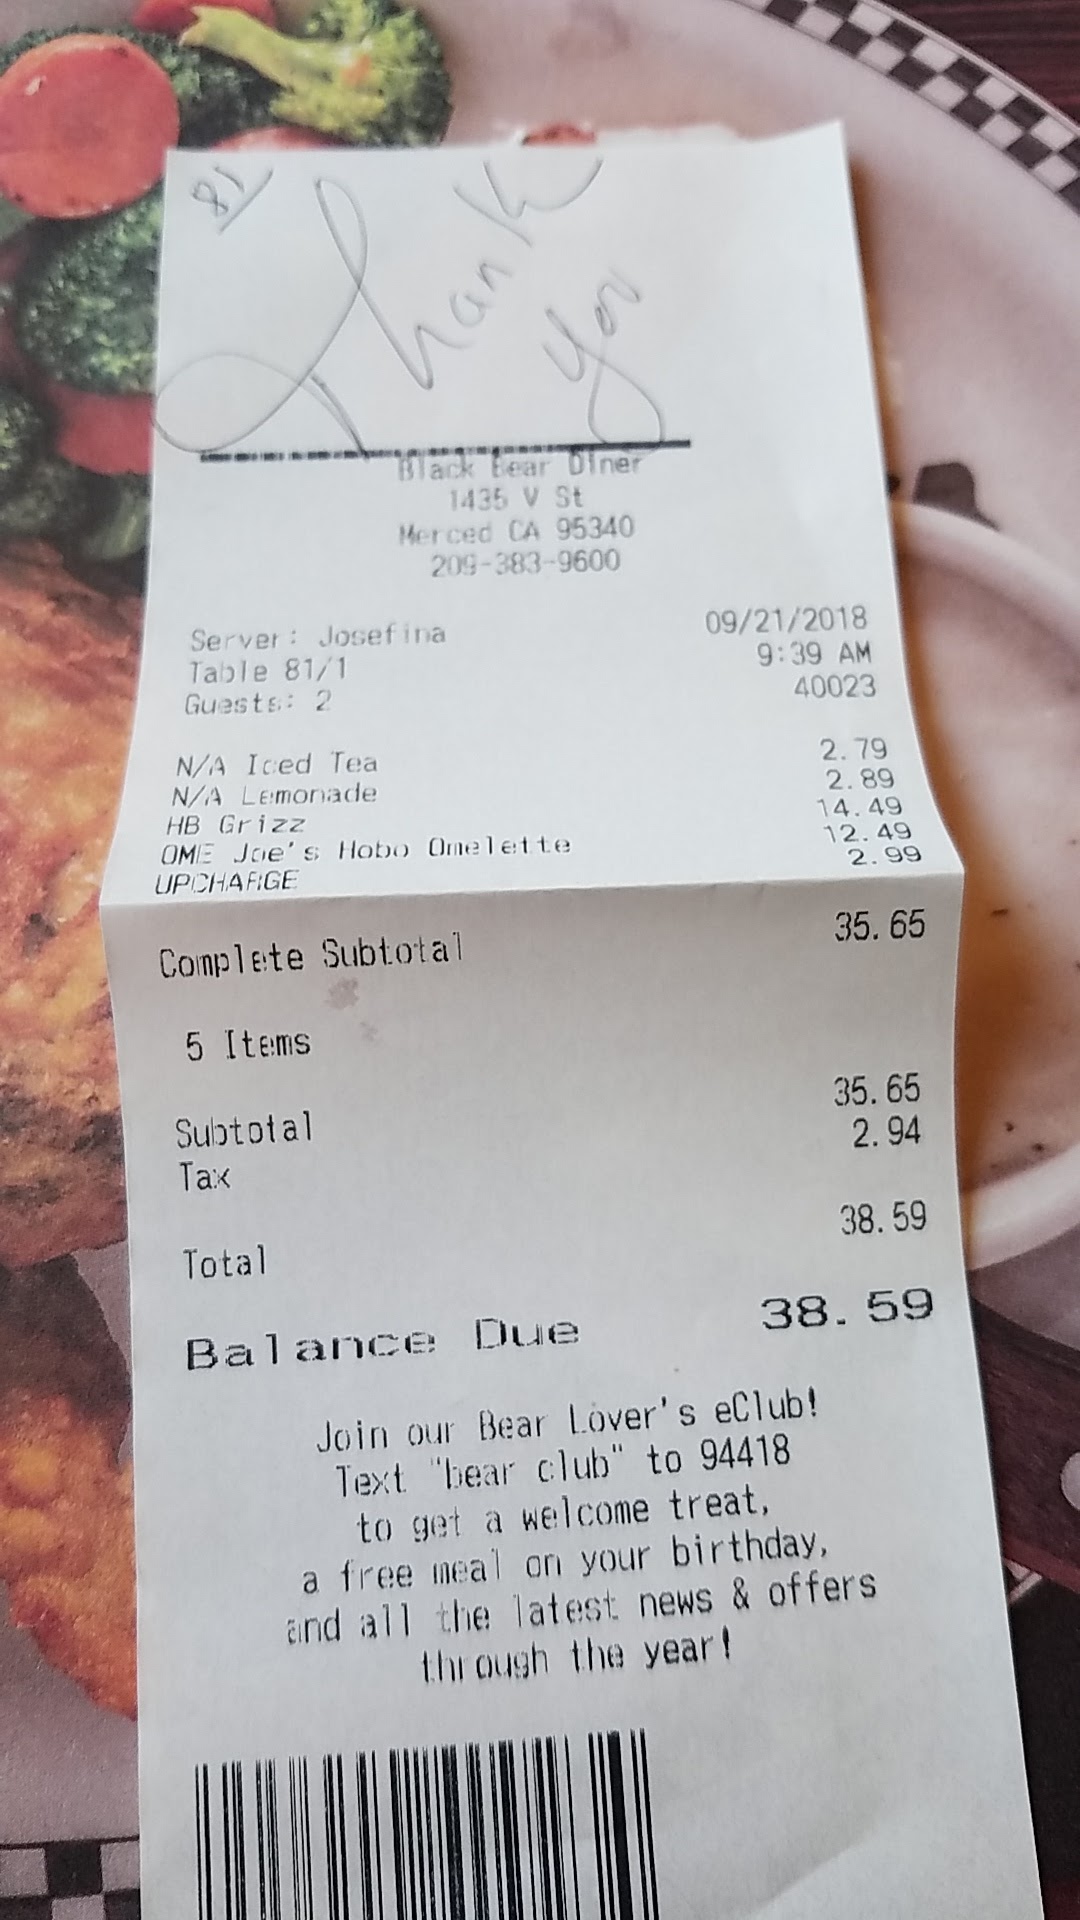 81
Thank
you
Black Bear Diner
1435 V St
Merced CA 95340
209-383-9600
Server: Josefina 09/21/2018
Table 81/1 9:39 AM
Guests: 2 40023
N/A Iced Tea 2.79
N/A Lemonade 2.89
HB Grizz 14.49
OME Joe's Hobo Omelette 12.49
UPCHARGE 2.99
Complete Subtotal 35.65
5 Items
Subtotal 35.65
Tax 2.94
Total 38.59
Balance Due 38.59
Join our Bear Lover's eClub!
Text "bear club" to 94418
to get a welcome treat,
a free meal on your birthday,
and all the latest news & offers
through the year!